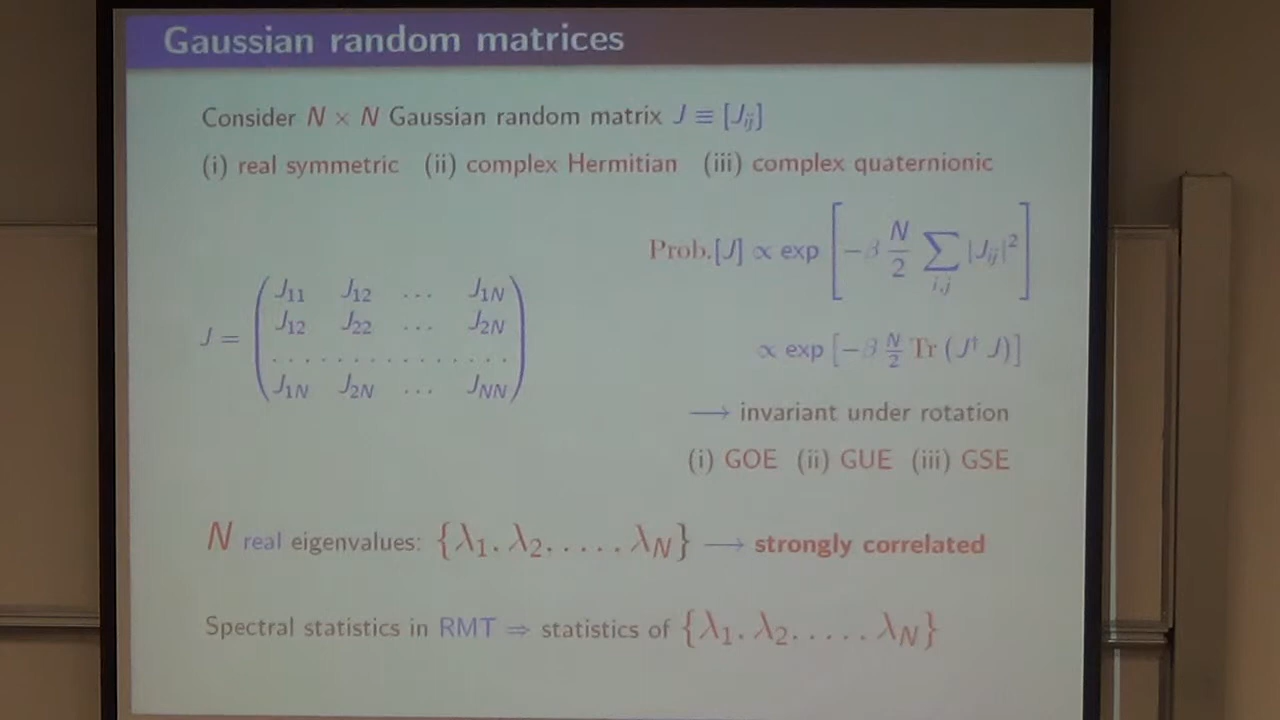 Gaussian random matrices
Consider N × N Gaussian random matrix J ≡ [J_ij]
(i) real symmetric (ii) complex Hermitian (iii) complex quaternionic
Prob.[J] ∝ exp [−β N/2 ∑_{i,j} |J_ij|²]
J = ( J_11 J_12 ... J_1N
J_12 J_22 ... J_2N
. . . . . . . . . . . . . . .
J_1N J_2N ... J_NN )
∝ exp [−β N/2 Tr (J† J)]
⟶ invariant under rotation
(i) GOE (ii) GUE (iii) GSE
N real eigenvalues: {λ_1, λ_2, ..., λ_N} ⟶ strongly correlated
Spectral statistics in RMT ⇒ statistics of {λ_1, λ_2, ..., λ_N}